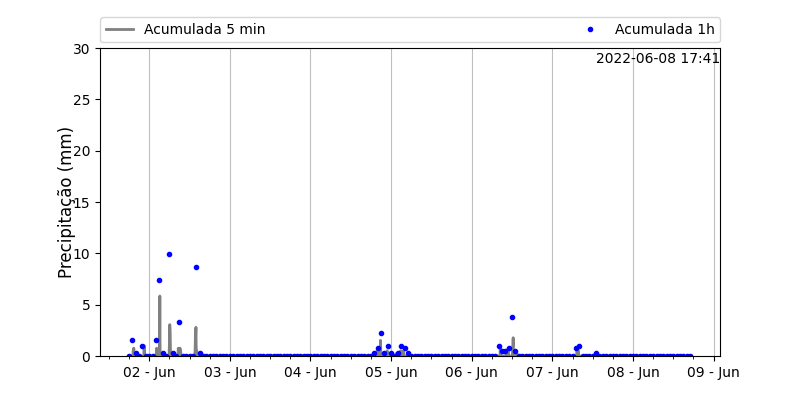 Acumulada 5 min
Acumulada 1h
2022-06-08 17:41
Precipitação (mm)
30
25
20
15
10
5
0
02 - Jun
03 - Jun
04 - Jun
05 - Jun
06 - Jun
07 - Jun
08 - Jun
09 - Jun